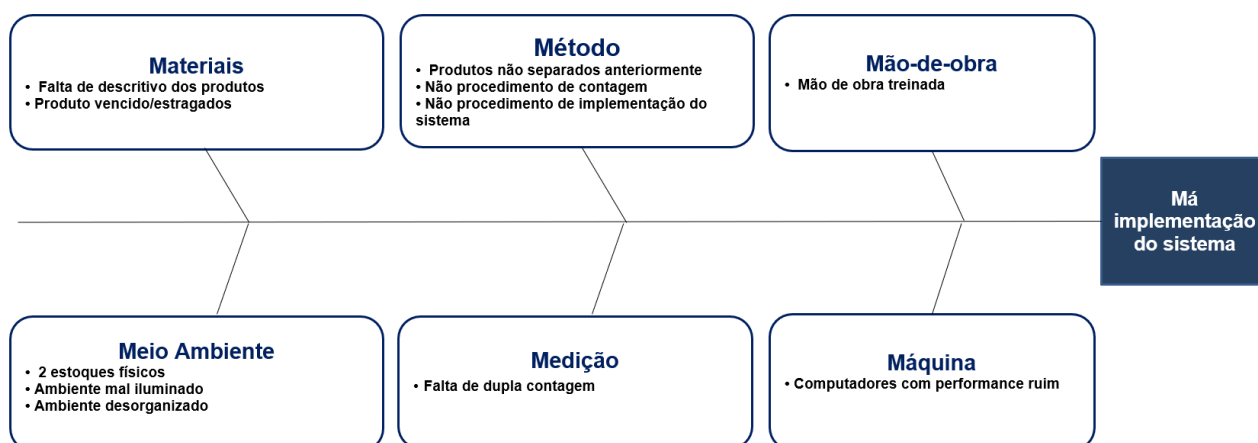 Materiais
• Falta de descritivo dos produtos
• Produto vencido/estragados
Método
• Produtos não separados anteriormente
• Não procedimento de contagem
• Não procedimento de implementação do
sistema
Mão-de-obra
• Mão de obra treinada
Má
implementação
do sistema
Meio Ambiente
• 2 estoques físicos
• Ambiente mal iluminado
• Ambiente desorganizado
Medição
• Falta de dupla contagem
Máquina
• Computadores com performance ruim